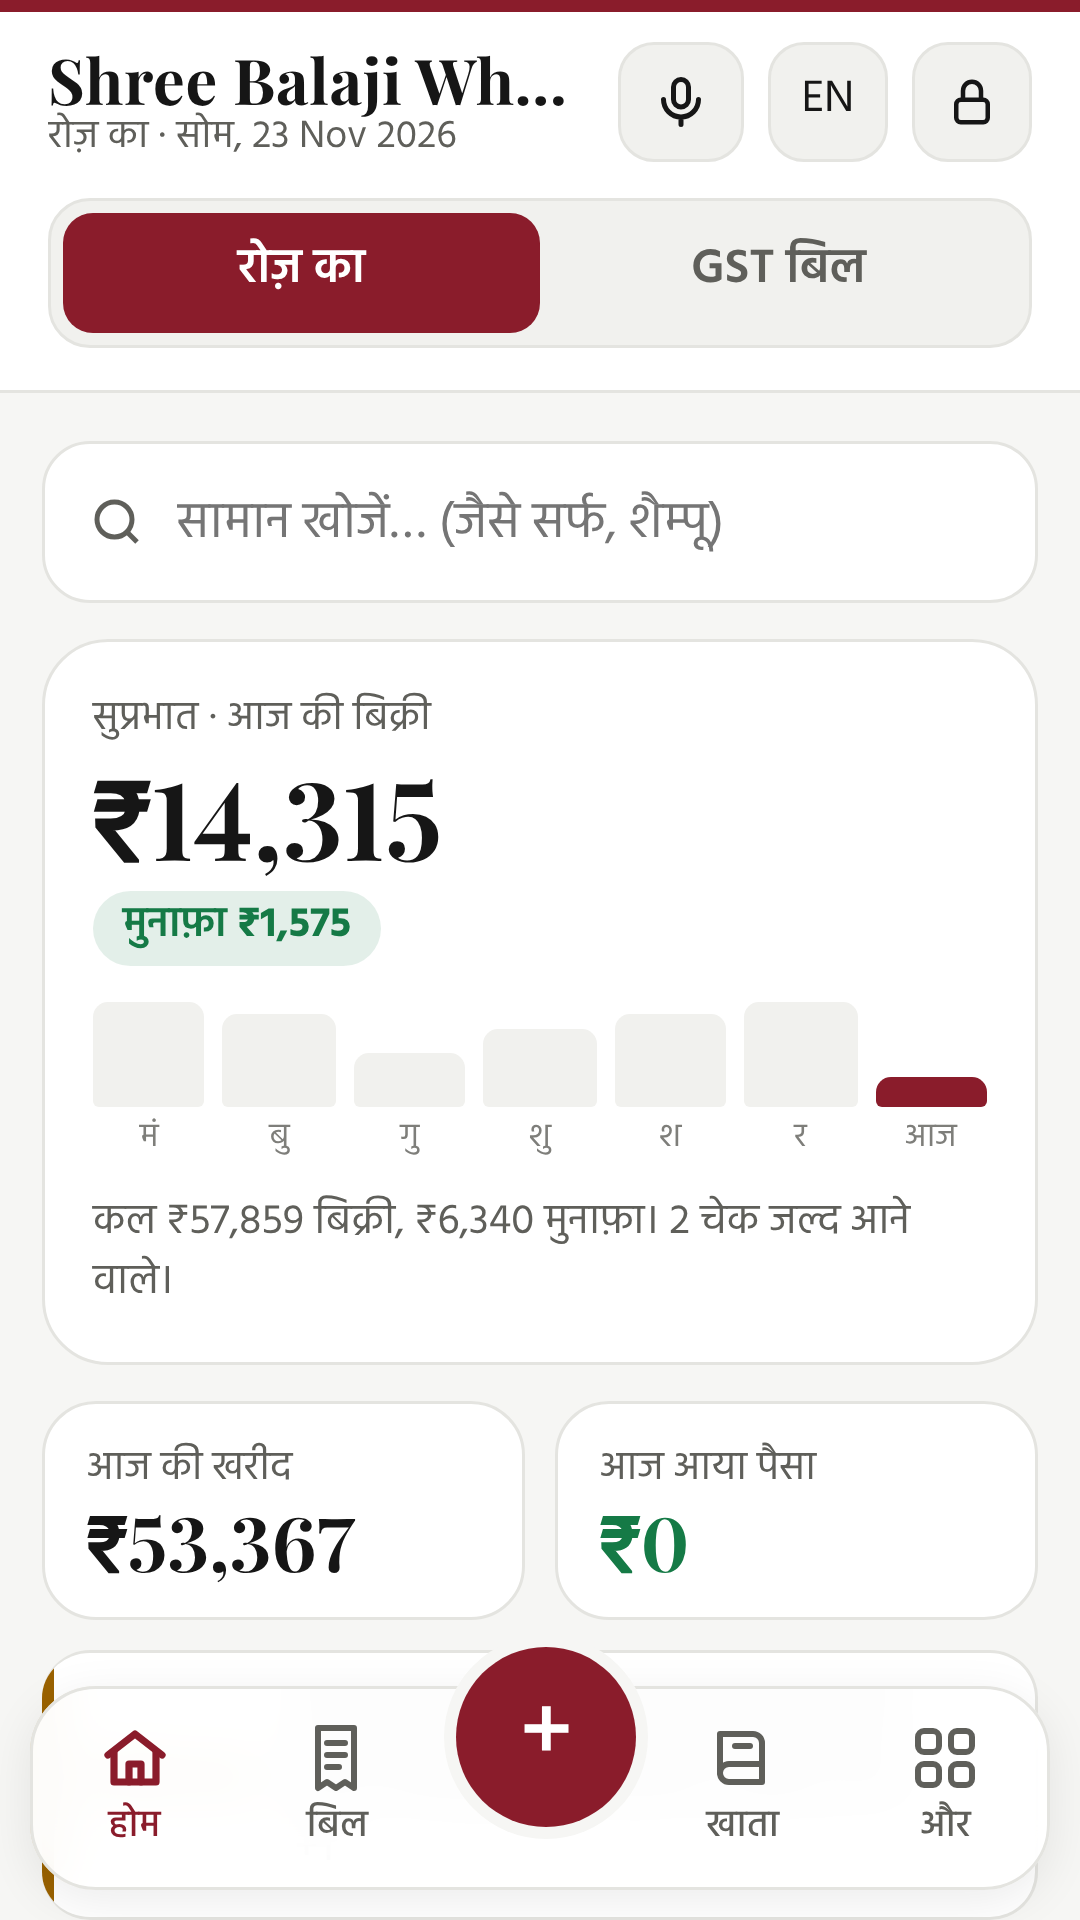 Shree Balaji Wh...
रोज़ का · सोम, 23 Nov 2026
EN
रोज़ का
GST बिल
सामान खोजें... (जैसे सर्फ, शैम्पू)
सुप्रभात · आज की बिक्री
₹14,315
मुनाफ़ा ₹1,575
मं बु गु शु श र आज
कल ₹57,859 बिक्री, ₹6,340 मुनाफ़ा। 2 चेक जल्द आने
वाले।
आज की खरीद
₹53,367
आज आया पैसा
₹0
+
होम
बिल
खाता
और